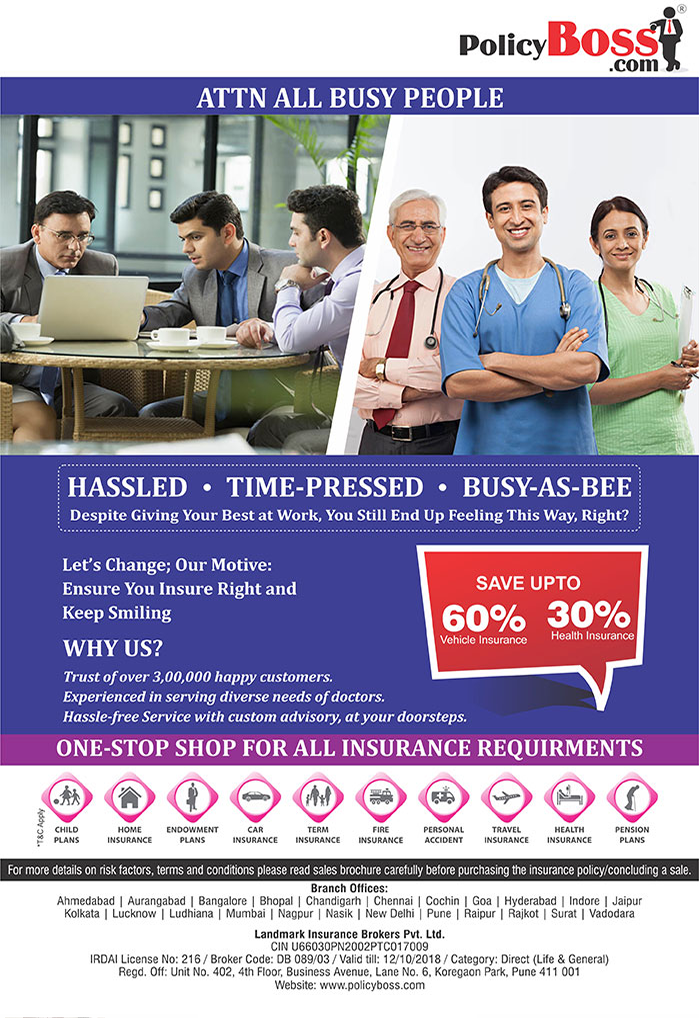 PolicyBoss®
.com
ATTN ALL BUSY PEOPLE
HASSLED • TIME-PRESSED • BUSY-AS-BEE
Despite Giving Your Best at Work, You Still End Up Feeling This Way, Right?
Let's Change; Our Motive:
Ensure You Insure Right and
Keep Smiling
WHY US?
Trust of over 3,00,000 happy customers.
Experienced in serving diverse needs of doctors.
Hassle-free Service with custom advisory, at your doorsteps.
SAVE UPTO
60% 30%
Vehicle Insurance Health Insurance
ONE-STOP SHOP FOR ALL INSURANCE REQUIRMENTS
*T&C Apply
CHILD PLANS
HOME INSURANCE
ENDOWMENT PLANS
CAR INSURANCE
TERM INSURANCE
FIRE INSURANCE
PERSONAL ACCIDENT
TRAVEL INSURANCE
HEALTH INSURANCE
PENSION PLANS
For more details on risk factors, terms and conditions please read sales brochure carefully before purchasing the insurance policy/concluding a sale.
Branch Offices:
Ahmedabad | Aurangabad | Bangalore | Bhopal | Chandigarh | Chennai | Cochin | Goa | Hyderabad | Indore | Jaipur
Kolkata | Lucknow | Ludhiana | Mumbai | Nagpur | Nasik | New Delhi | Pune | Raipur | Rajkot | Surat | Vadodara
Landmark Insurance Brokers Pvt. Ltd.
CIN U66030PN2002PTC017009
IRDAI License No: 216 / Broker Code: DB 089/03 / Valid till: 12/10/2018 / Category: Direct (Life & General)
Regd. Off: Unit No. 402, 4th Floor, Business Avenue, Lane No. 6, Koregaon Park, Pune 411 001
Website: www.policyboss.com